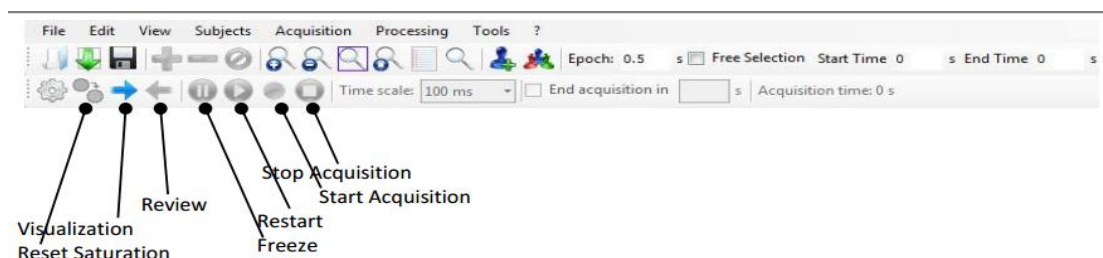 File Edit View Subjects Acquisition Processing Tools ?
Epoch: 0.5 s Free Selection Start Time 0 s End Time 0 s
Time scale: 100 ms End acquisition in s Acquisition time: 0 s
Stop Acquisition
Start Acquisition
Review
Restart
Visualization
Freeze
Reset Saturation